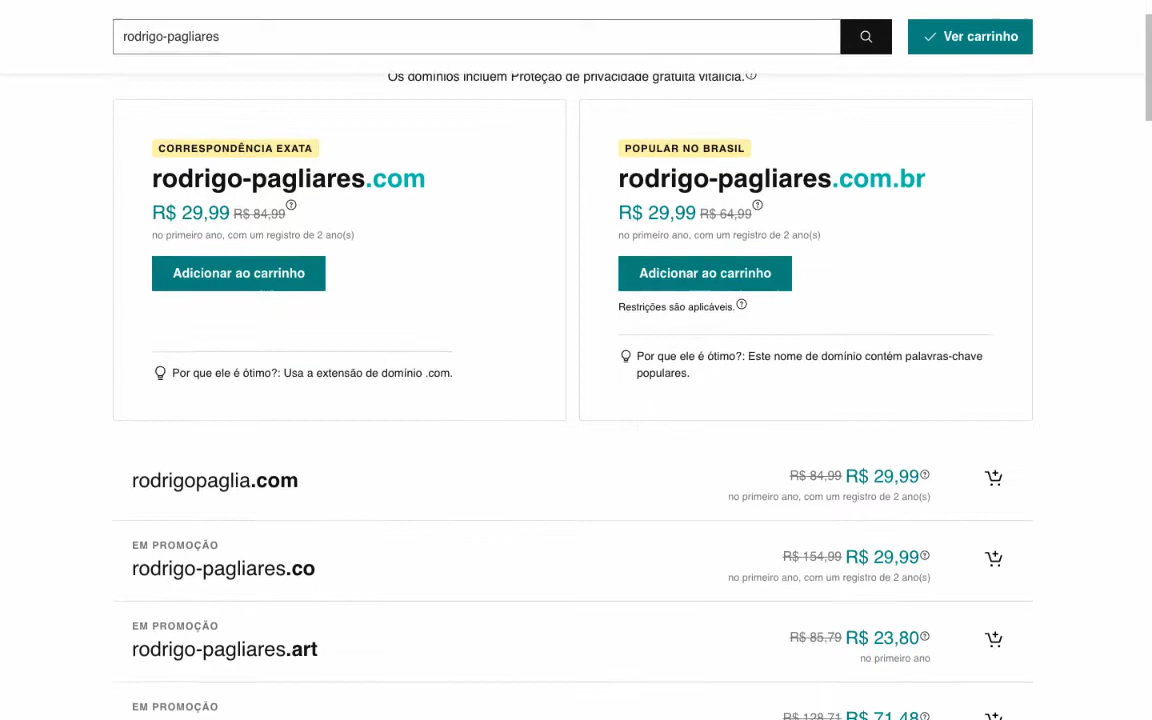 rodrigo-pagliares
Ver carrinho
Os domínios incluem Proteção de privacidade gratuita vitalícia.
CORRESPONDÊNCIA EXATA
rodrigo-pagliares.com
R$ 29,99 R$ 84,99
no primeiro ano, com um registro de 2 ano(s)
Adicionar ao carrinho
Por que ele é ótimo?: Usa a extensão de domínio .com.
POPULAR NO BRASIL
rodrigo-pagliares.com.br
R$ 29,99 R$ 64,99
no primeiro ano, com um registro de 2 ano(s)
Adicionar ao carrinho
Restrições são aplicáveis.
Por que ele é ótimo?: Este nome de domínio contém palavras-chave
populares.
rodrigopaglia.com
R$ 84,99 R$ 29,99
no primeiro ano, com um registro de 2 ano(s)
EM PROMOÇÃO
rodrigo-pagliares.co
R$ 154,99 R$ 29,99
no primeiro ano, com um registro de 2 ano(s)
EM PROMOÇÃO
rodrigo-pagliares.art
R$ 85,79 R$ 23,80
no primeiro ano
EM PROMOÇÃO
R$ 128,71 R$ 71,48